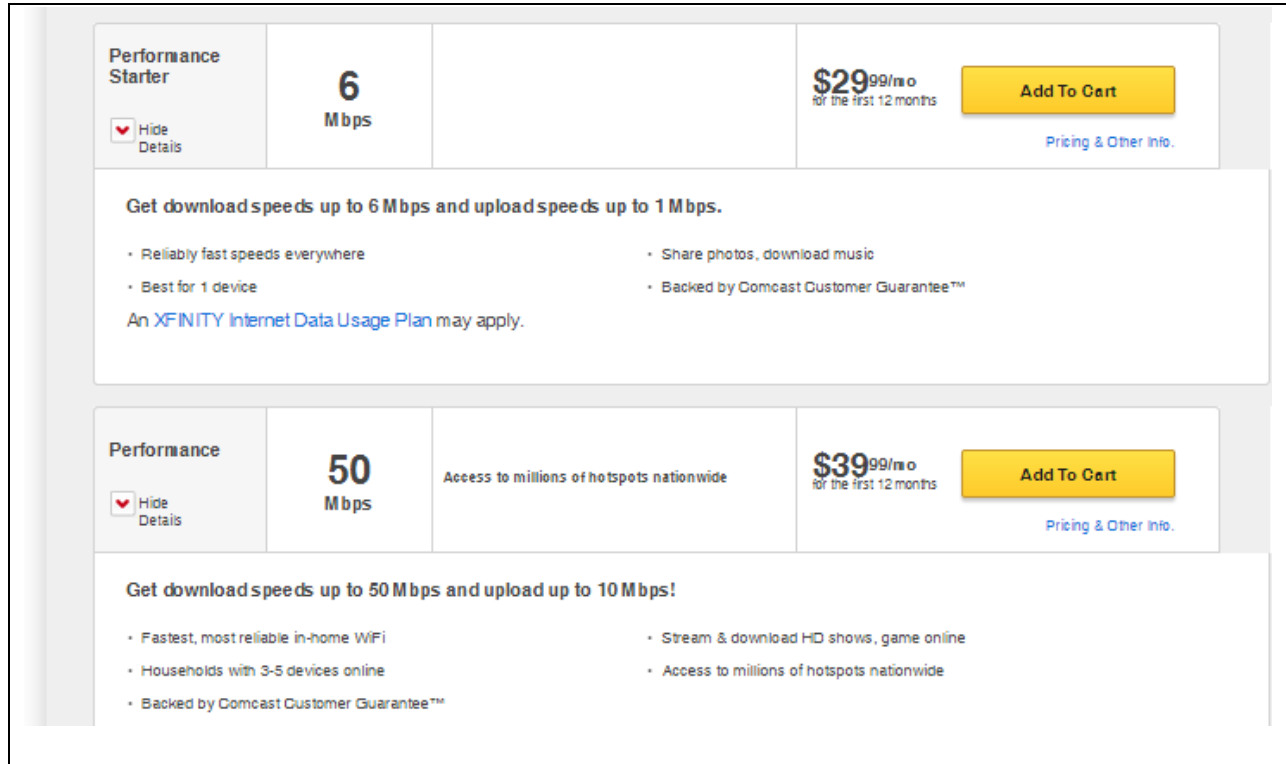 Performance
Starter
Hide
Details
6
Mbps
$29 99/mo
for the first 12 months
Add To Cart
Pricing & Other Info.
Get download speeds up to 6 Mbps and upload speeds up to 1 Mbps.
• Reliably fast speeds everywhere
• Best for 1 device
• Share photos, download music
• Backed by Comcast Customer Guarantee™
An XFINITY Internet Data Usage Plan may apply.
Performance
Hide
Details
50
Mbps
Access to millions of hotspots nationwide
$39 99/mo
for the first 12 months
Add To Cart
Pricing & Other Info.
Get download speeds up to 50 Mbps and upload up to 10 Mbps!
• Fastest, most reliable in-home WiFi
• Households with 3-5 devices online
• Backed by Comcast Customer Guarantee™
• Stream & download HD shows, game online
• Access to millions of hotspots nationwide